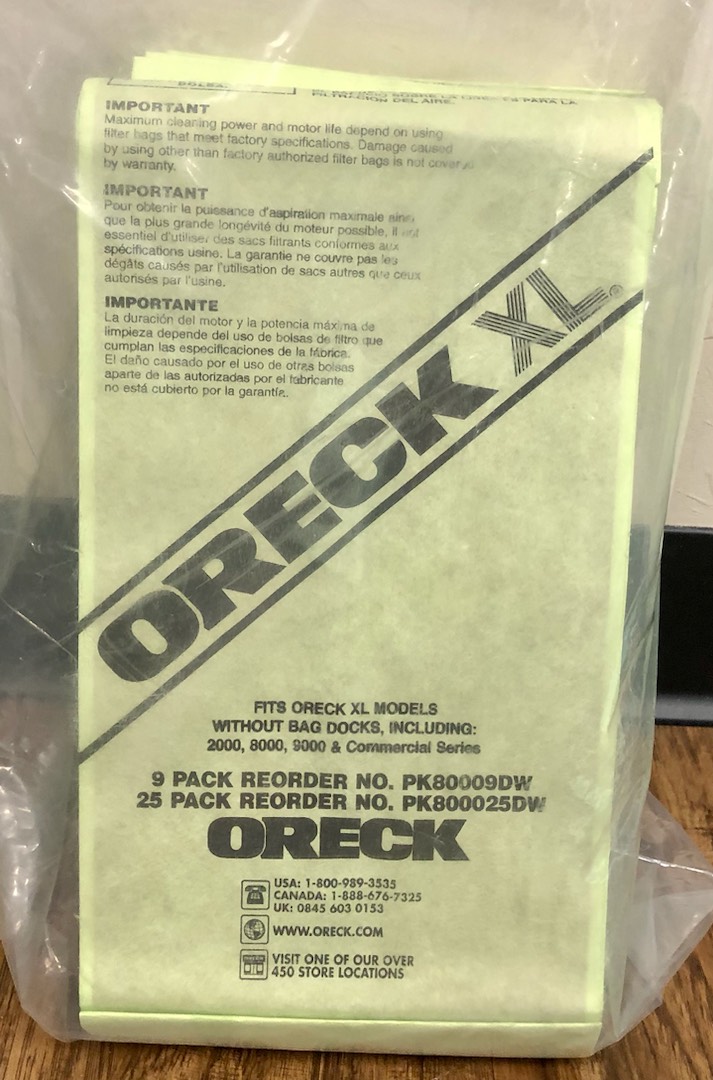 BOLSA.
FILTRACIÓN DEL AIRE.
IMPORTANT
Maximum cleaning power and motor life depend on using
filter bags that meet factory specifications. Damage caused
by using other than factory authorized filter bags is not
by warranty.
IMPORTANT
Pour obtenir la puissance d'aspiration maximale ainsi
que la plus grande longévité du moteur possible, il est
essentiel d'utiliser des sacs filtrants conformes aux
spécifications usine. La garantie ne couvre pas les
dégâts causés par l'utilisation de sacs autres que ceux
autorisés par l'usine.
IMPORTANTE
La duración del motor y la potencia máxima de
limpieza depende del uso de bolsas de filtro que
cumplan las especificaciones de la fábrica.
El daño causado por el uso de otras bolsas
aparte de las autorizadas por el fabricante
no está cubierto por la garantía.
ORECK XL®
FITS ORECK XL MODELS
WITHOUT BAG DOCKS, INCLUDING:
2000, 8000, 9000 & Commercial Series
9 PACK REORDER NO. PK80009DW
25 PACK REORDER NO. PK800025DW
ORECK
USA: 1-800-989-3535
CANADA: 1-888-676-7325
UK: 0845 603 0153
WWW.ORECK.COM
VISIT ONE OF OUR OVER
450 STORE LOCATIONS